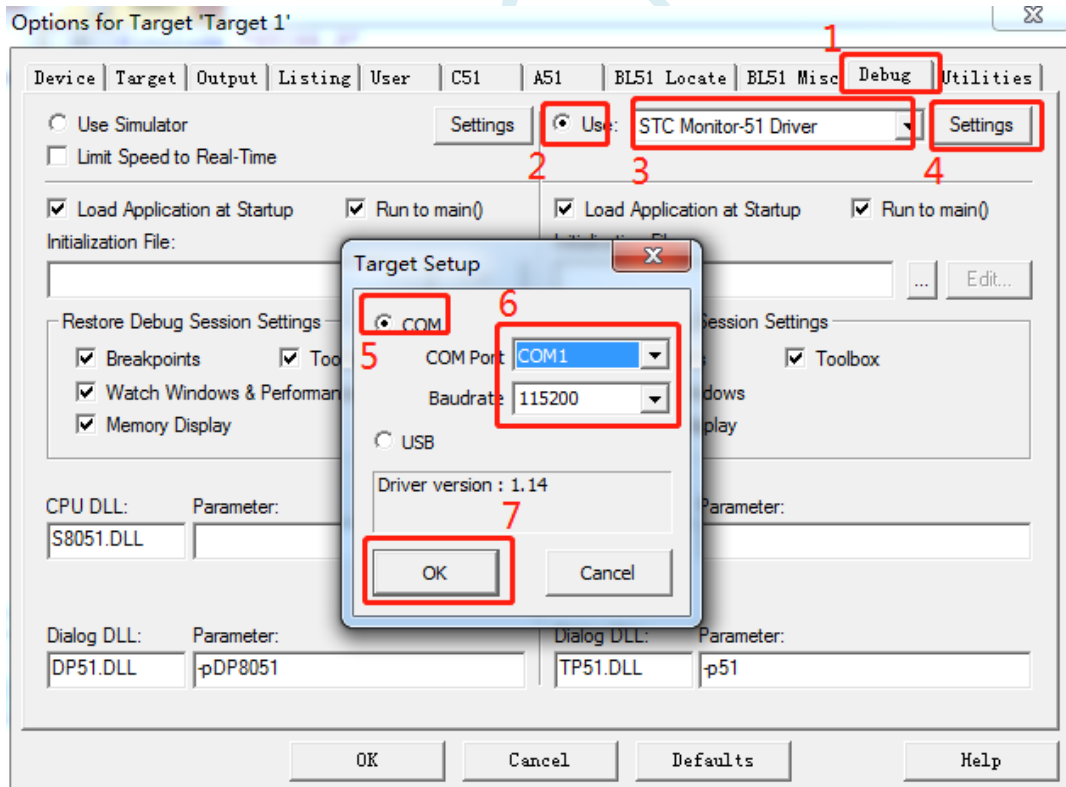 Options for Target 'Target 1'
1
Device Target Output Listing User C51 A51 BL51 Locate BL51 Misc Debug Utilities
Use Simulator Settings Use: STC Monitor-51 Driver Settings
2 3 4
Limit Speed to Real-Time
Load Application at Startup Run to main() Load Application at Startup Run to main()
Initialization File:
Target Setup
... Edit...
Restore Debug Session Settings Session Settings
5 COM 6
Breakpoints COM Port COM1 Toolbox
Watch Windows & Performan Baudrate 115200
Memory Display
USB
Driver version : 1.14
CPU DLL: Parameter: Parameter:
S8051.DLL
7
OK Cancel
Dialog DLL: Parameter: Dialog DLL: Parameter:
DP51.DLL -pDP8051 TP51.DLL -p51
OK Cancel Defaults Help